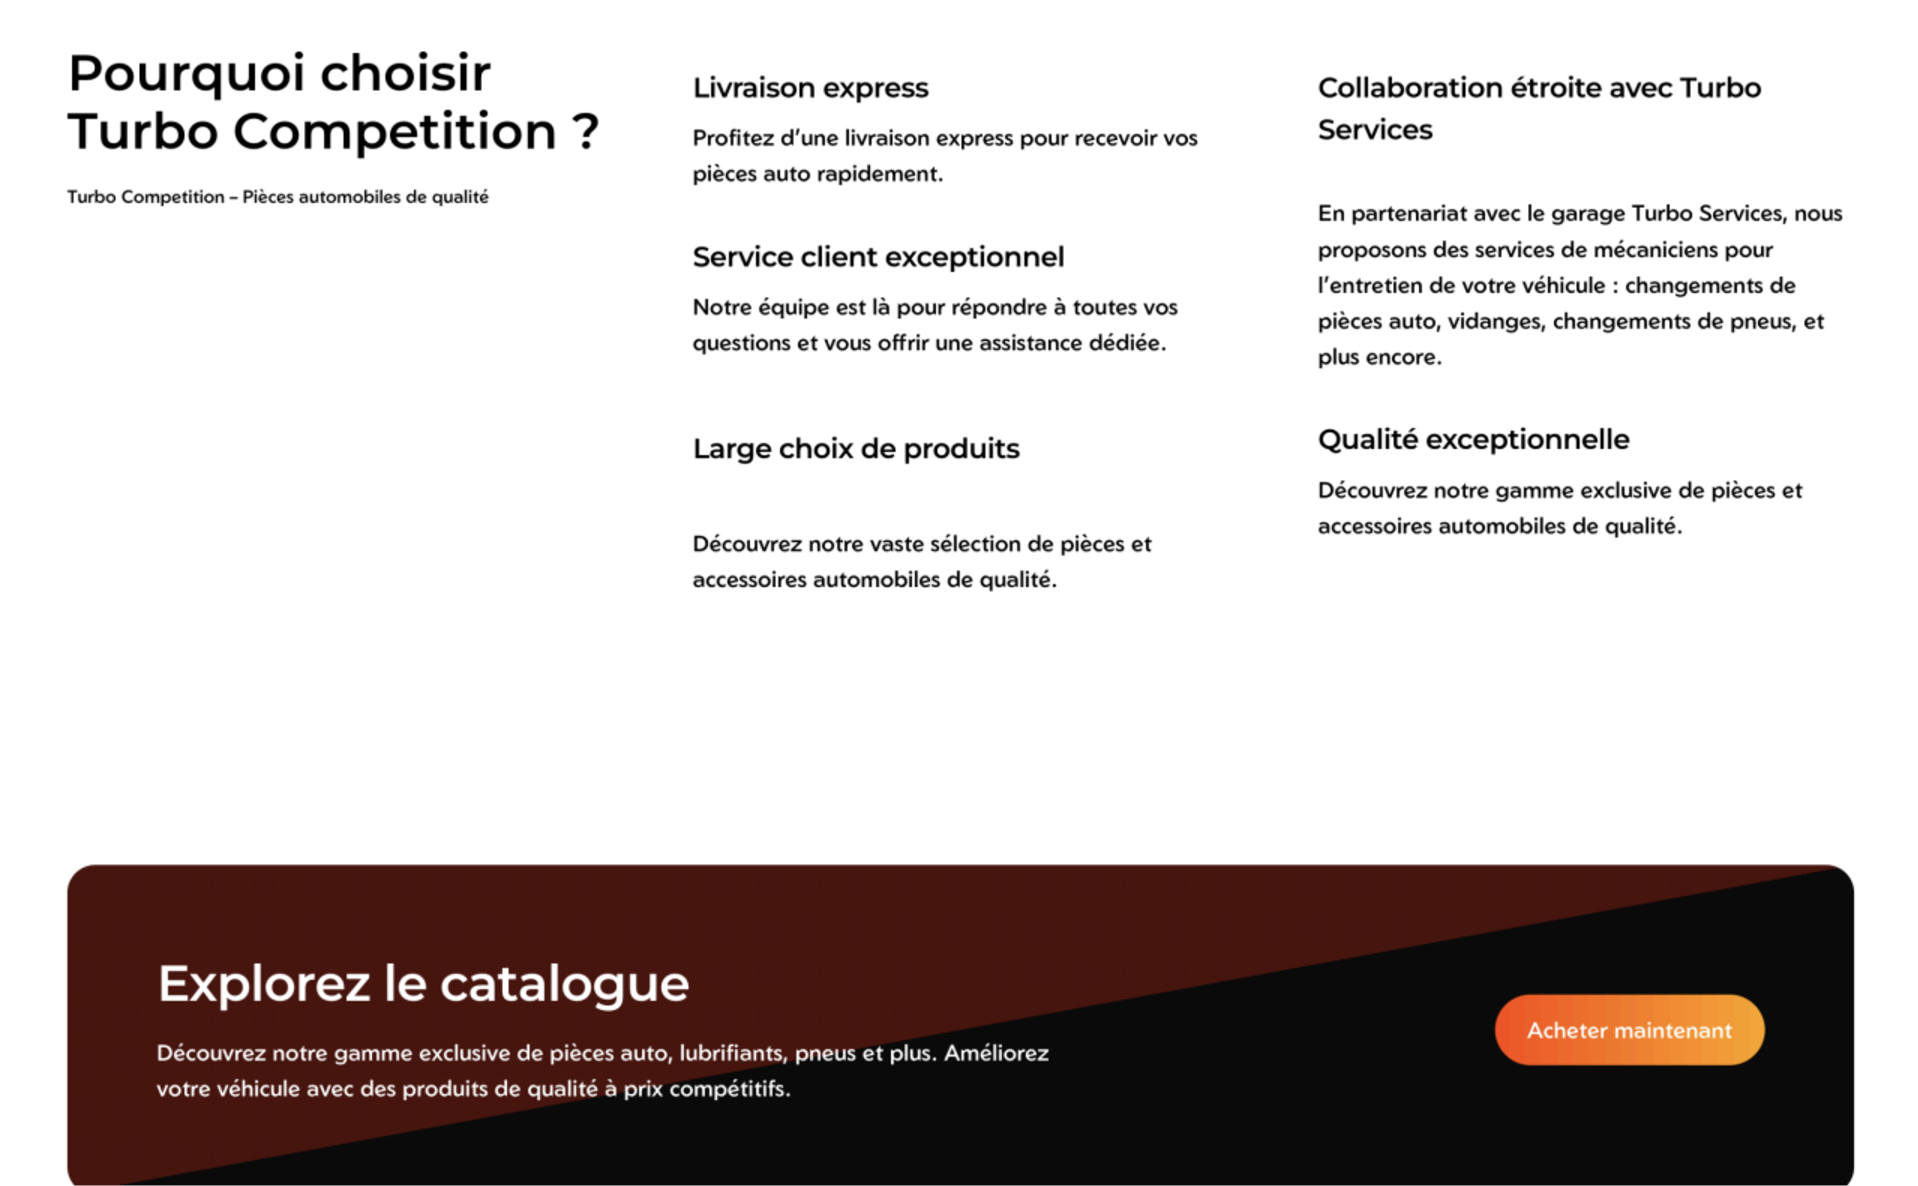 Pourquoi choisir
Turbo Competition ?
Turbo Competition – Pièces automobiles de qualité
Livraison express
Profitez d’une livraison express pour recevoir vos
pièces auto rapidement.
Service client exceptionnel
Notre équipe est là pour répondre à toutes vos
questions et vous offrir une assistance dédiée.
Large choix de produits
Découvrez notre vaste sélection de pièces et
accessoires automobiles de qualité.
Collaboration étroite avec Turbo
Services
En partenariat avec le garage Turbo Services, nous
proposons des services de mécaniciens pour
l’entretien de votre véhicule : changements de
pièces auto, vidanges, changements de pneus, et
plus encore.
Qualité exceptionnelle
Découvrez notre gamme exclusive de pièces et
accessoires automobiles de qualité.
Explorez le catalogue
Découvrez notre gamme exclusive de pièces auto, lubrifiants, pneus et plus. Améliorez
votre véhicule avec des produits de qualité à prix compétitifs.
Acheter maintenant